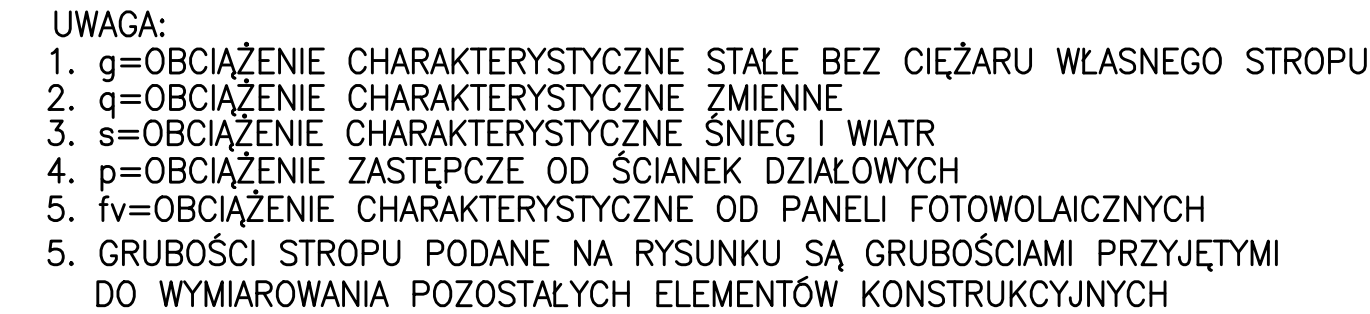 UWAGA:
1. g=OBCIĄŻENIE CHARAKTERYSTYCZNE STAŁE BEZ CIĘŻARU WŁASNEGO STROPU
2. q=OBCIĄŻENIE CHARAKTERYSTYCZNE ZMIENNE
3. s=OBCIĄŻENIE CHARAKTERYSTYCZNE ŚNIEG I WIATR
4. p=OBCIĄŻENIE ZASTĘPCZE OD ŚCIANEK DZIAŁOWYCH
5. fv=OBCIĄŻENIE CHARAKTERYSTYCZNE OD PANELI FOTOWOLAICZNYCH
5. GRUBOŚCI STROPU PODANE NA RYSUNKU SĄ GRUBOŚCIAMI PRZYJĘTYMI
DO WYMIAROWANIA POZOSTAŁYCH ELEMENTÓW KONSTRUKCYJNYCH